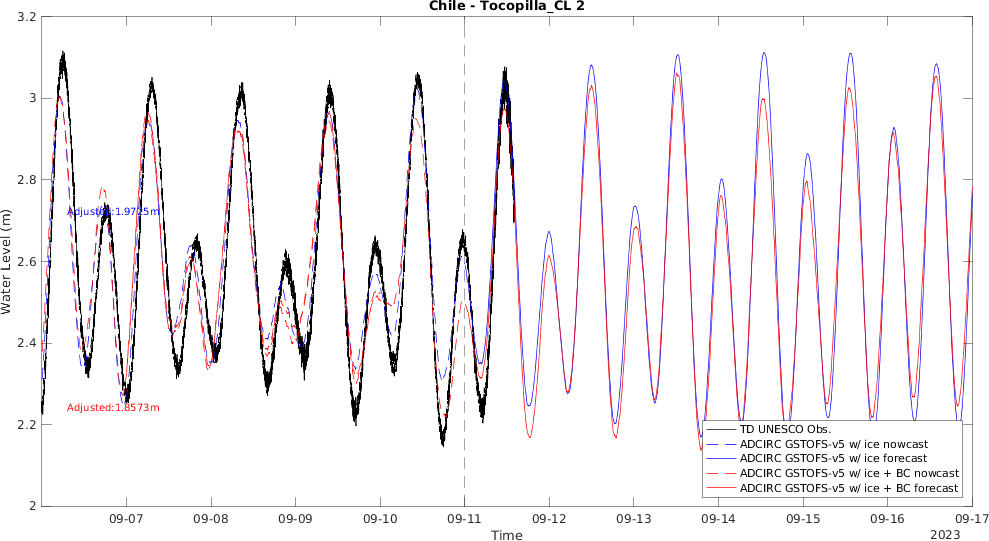 Chile - Tocopilla_CL 2
3.2
3
2.8
2.6
2.4
2.2
2
Water Level (m)
Adjusted:1.9725m
Adjusted:1.8573m
TD UNESCO Obs.
ADCIRC GSTOFS-v5 w/ ice nowcast
ADCIRC GSTOFS-v5 w/ ice forecast
ADCIRC GSTOFS-v5 w/ ice + BC nowcast
ADCIRC GSTOFS-v5 w/ ice + BC forecast
09-07 09-08 09-09 09-10 09-11 09-12 09-13 09-14 09-15 09-16 09-17
Time
2023